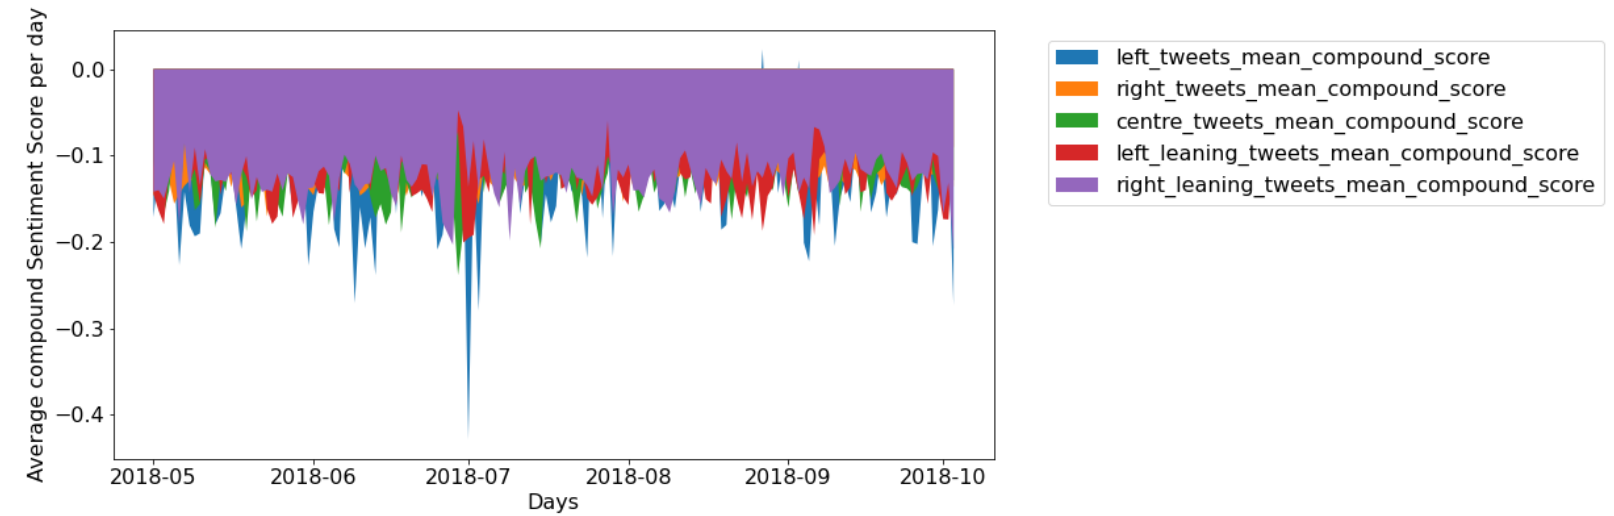 Average compound Sentiment Score per day
0.0
−0.1
−0.2
−0.3
−0.4
2018-05 2018-06 2018-07 2018-08 2018-09 2018-10
Days
left_tweets_mean_compound_score
right_tweets_mean_compound_score
centre_tweets_mean_compound_score
left_leaning_tweets_mean_compound_score
right_leaning_tweets_mean_compound_score